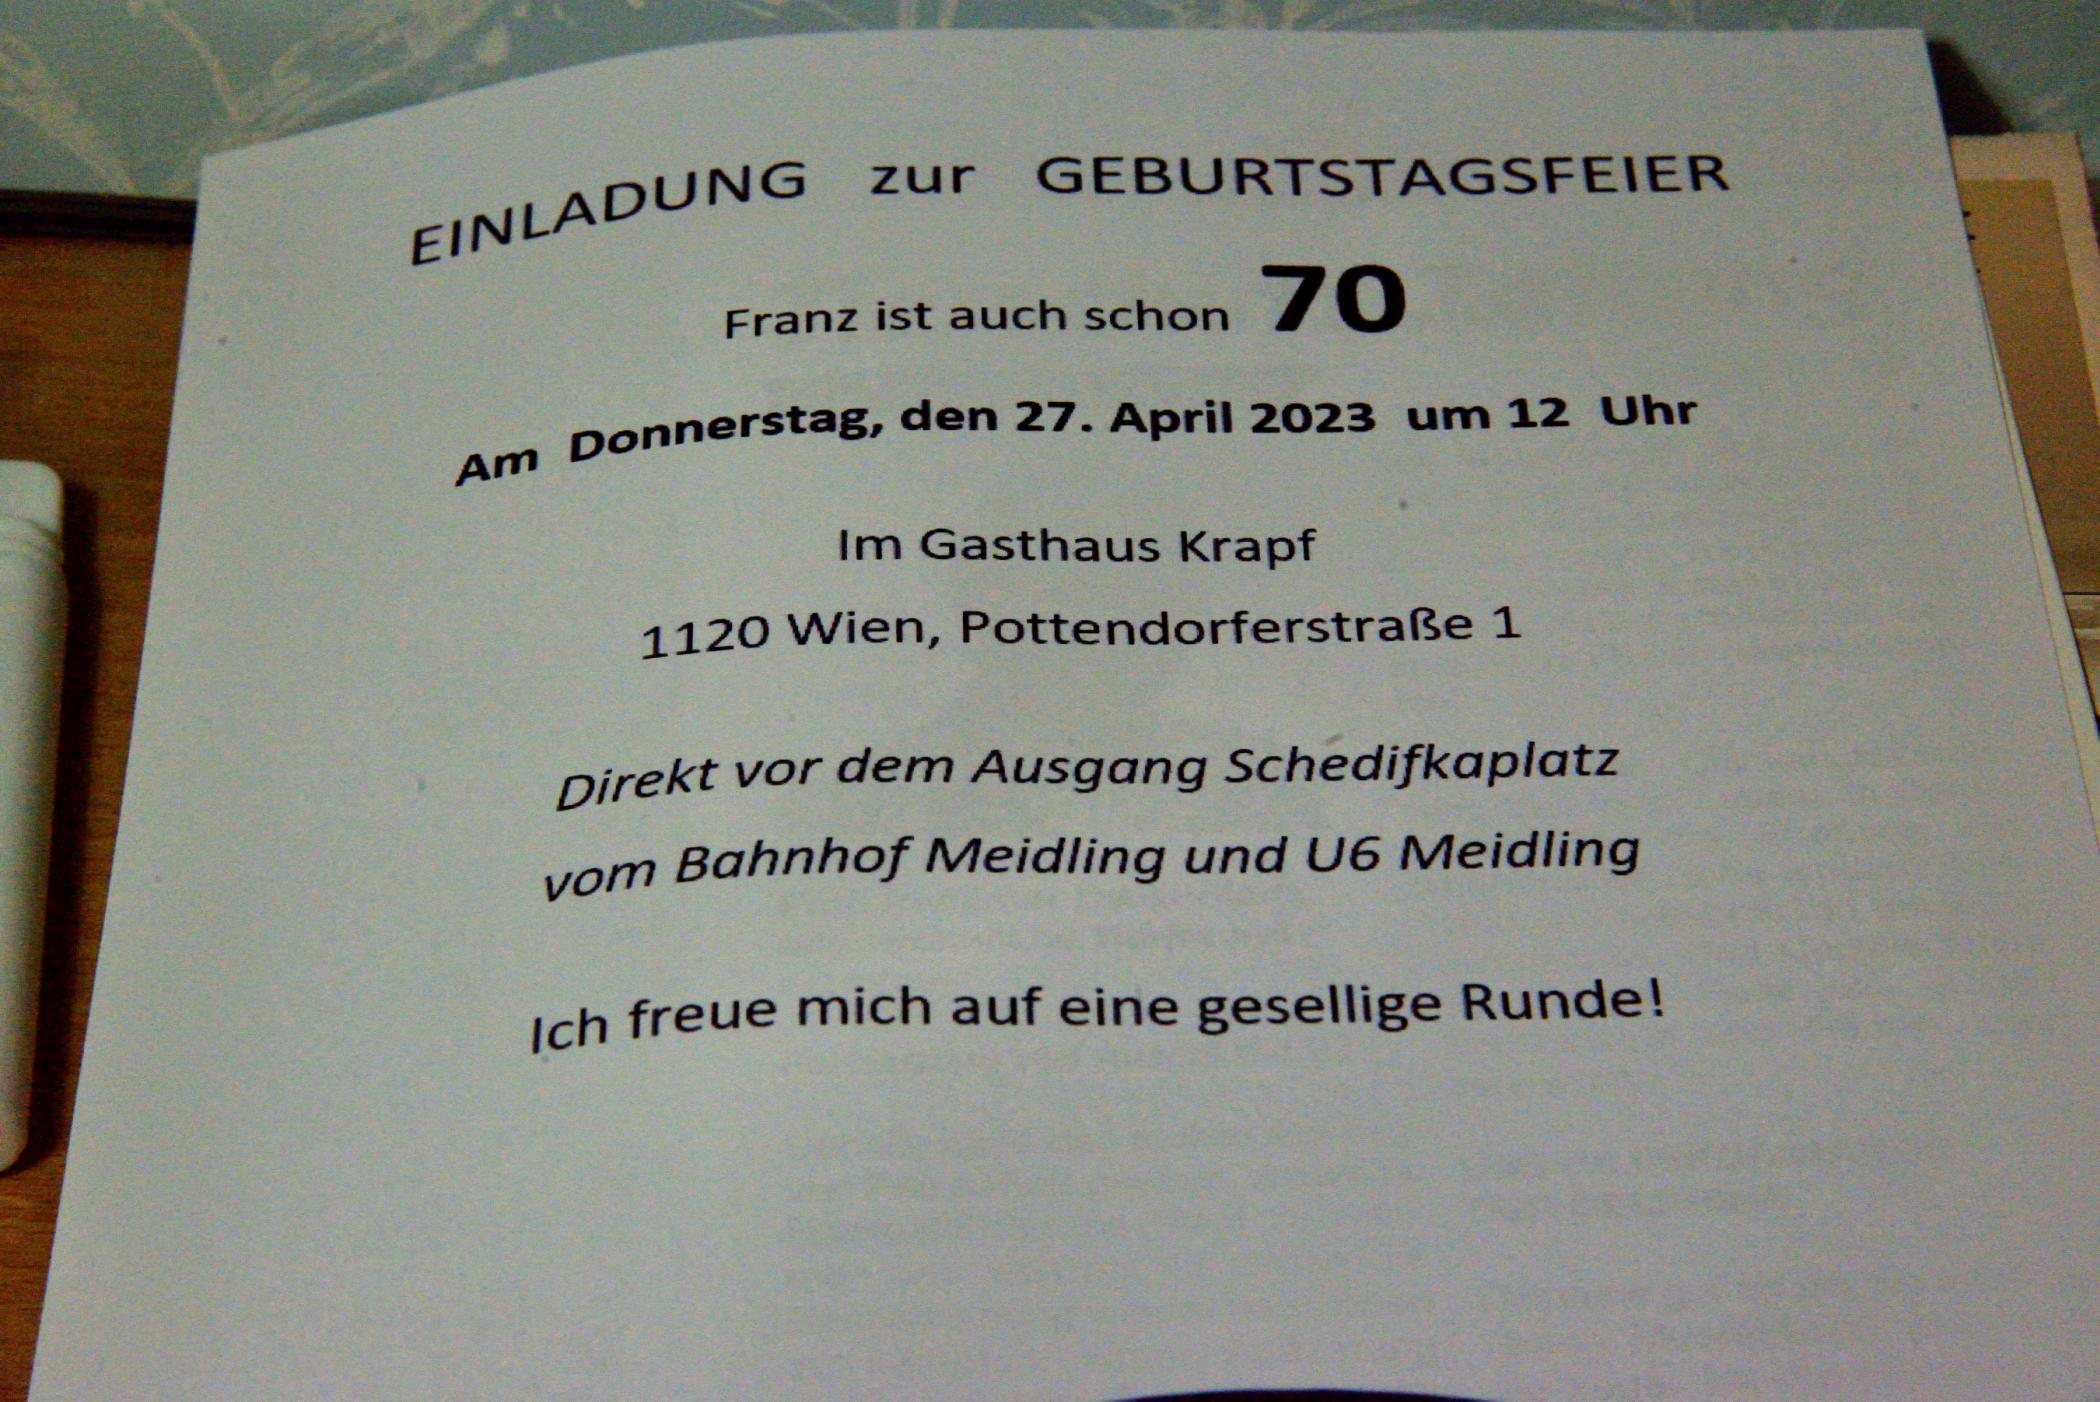 EINLADUNG zur GEBURTSTAGSFEIER
Franz ist auch schon 70
Am Donnerstag, den 27. April 2023 um 12 Uhr
Im Gasthaus Krapf
1120 Wien, Pottendorferstraße 1
Direkt vor dem Ausgang Schedifkaplatz
vom Bahnhof Meidling und U6 Meidling
Ich freue mich auf eine gesellige Runde!